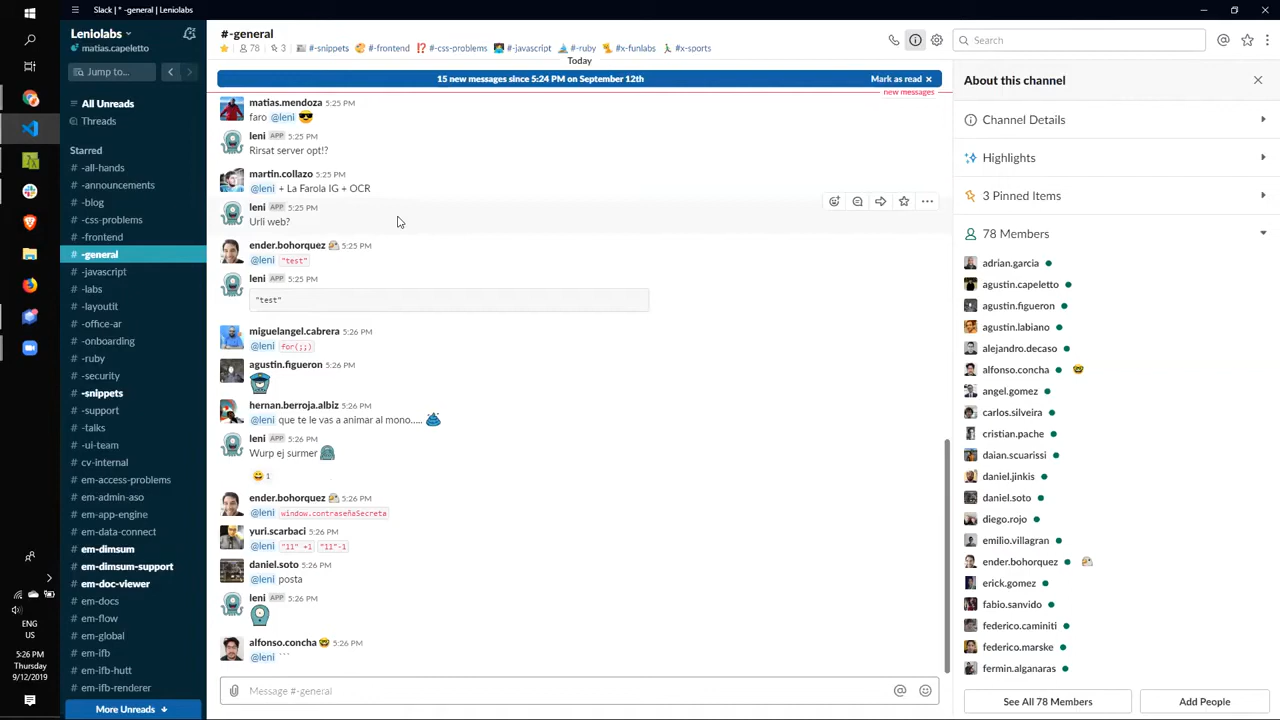 Slack | * -general | Leniolabs
Leniolabs
matias.capeletto
Jump to...
All Unreads
Threads
Starred
# -all-hands
# -announcements
# -blog
# -css-problems
# -frontend
# -general
# -javascript
# -labs
# -layoutit
# -office-ar
# -onboarding
# -ruby
# -security
# -snippets
# -support
# -talks
# -ui-team
# cv-internal
# em-access-problems
# em-admin-aso
# em-app-engine
# em-data-connect
# em-dimsum
# em-dimsum-support
# em-doc-viewer
# em-docs
# em-flow
# em-global
# em-ifb
# em-ifb-hutt
# em-ifb-renderer
More Unreads
ENG
US
5:26 PM
Thursday
9/12/2019
#-general
78 3 #-snippets #-frontend #-css-problems #-javascript #-ruby #x-funlabs #x-sports
Search
Today
15 new messages since 5:24 PM on September 12th Mark as read
new messages
matias.mendoza 5:25 PM
faro @leni
leni APP 5:25 PM
Rirsat server opt!?
martin.collazo 5:25 PM
@leni + La Farola IG + OCR
leni APP 5:25 PM
Urli web?
ender.bohorquez 5:25 PM
@leni "test"
leni APP 5:25 PM
"test"
miguelangel.cabrera 5:26 PM
@leni for(;;)
agustin.figueron 5:26 PM
hernan.berroja.albiz 5:26 PM
@leni que te le vas a animar al mono.....
leni APP 5:26 PM
Wurp ej surmer
1
ender.bohorquez 5:26 PM
@leni window.contraseñaSecreta
yuri.scarbaci 5:26 PM
@leni "11" +1 "11"-1
daniel.soto 5:26 PM
@leni posta
leni APP 5:26 PM
alfonso.concha 5:26 PM
@leni ```
Message #-general
About this channel
Channel Details
Highlights
3 Pinned Items
78 Members
adrian.garcia
agustin.capeletto
agustin.figueron
agustin.labiano
alejandro.decaso
alfonso.concha
angel.gomez
carlos.silveira
cristian.pache
daian.scuarissi
daniel.jinkis
daniel.soto
diego.rojo
emilio.villagran
ender.bohorquez
erick.gomez
fabio.sanvido
federico.caminiti
federico.marske
fermin.alganaras
See All 78 Members
Add People